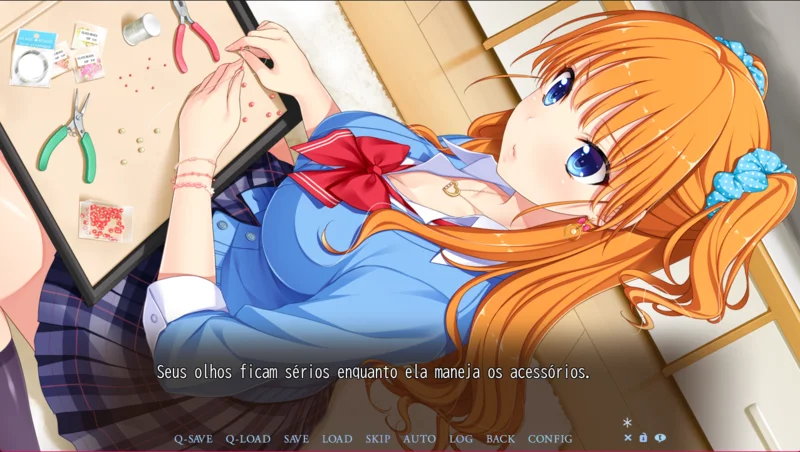 Seus olhos ficam sérios enquanto ela maneja os acessórios.
Q-SAVE Q-LOAD SAVE LOAD SKIP AUTO LOG BACK CONFIG